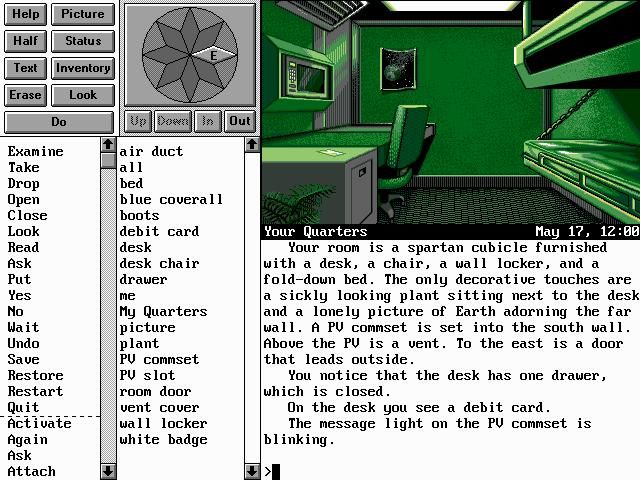 Help Picture
Half Status
Text Inventory
Erase Look
Do
E
Up Down In Out
Examine
Take
Drop
Open
Close
Look
Read
Ask
Put
Yes
No
Wait
Undo
Save
Restore
Restart
Quit
Activate
Again
Ask
Attach
air duct
all
bed
blue coverall
boots
debit card
desk
desk chair
drawer
me
My Quarters
picture
plant
PV commset
PV slot
room door
vent cover
wall locker
white badge
Your Quarters May 17, 12:00
Your room is a spartan cubicle furnished
with a desk, a chair, a wall locker, and a
fold-down bed. The only decorative touches are
a sickly looking plant sitting next to the desk
and a lonely picture of Earth adorning the far
wall. A PV commset is set into the south wall.
Above the PV is a vent. To the east is a door
that leads outside.
You notice that the desk has one drawer,
which is closed.
On the desk you see a debit card.
The message light on the PV commset is
blinking.
>